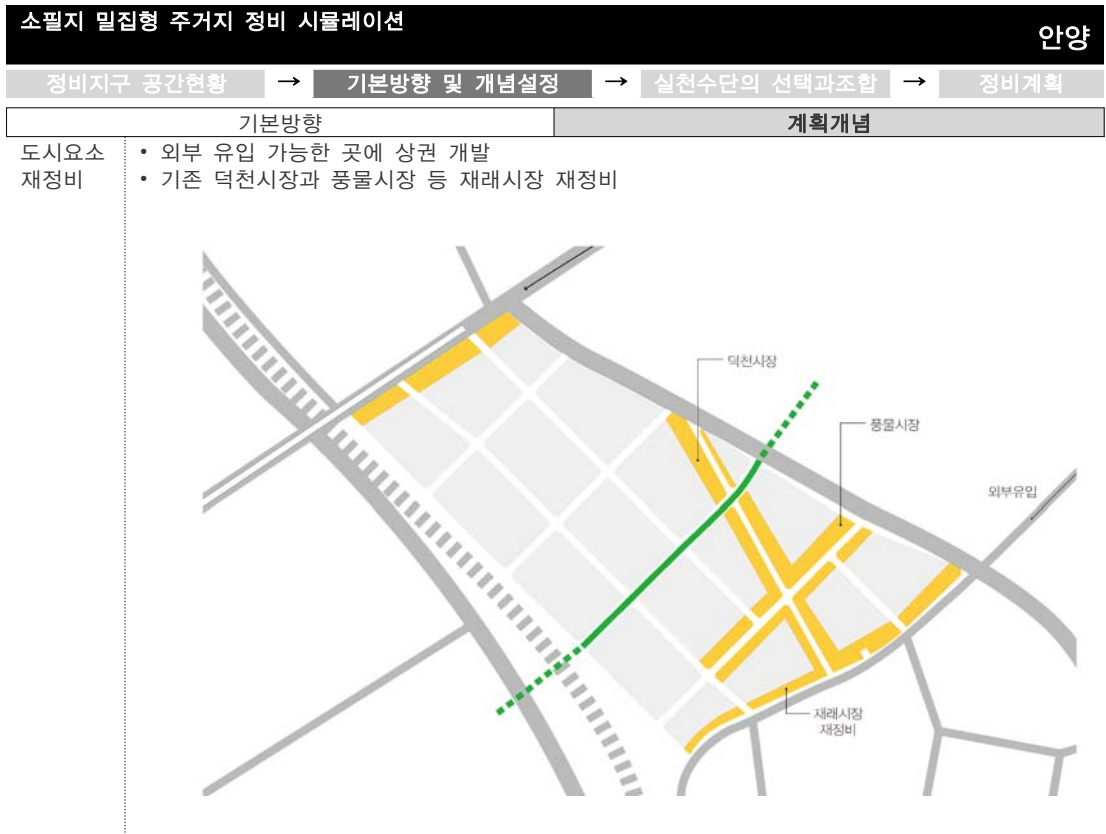 소필지 밀집형 주거지 정비 시뮬레이션
안양
정비지구 공간현황 → 기본방향 및 개념설정 → 실천수단의 선택과조합 → 정비계획
기본방향 계획개념
도시요소 • 외부 유입 가능한 곳에 상권 개발
재정비 • 기존 덕천시장과 풍물시장 등 재래시장 재정비
덕천시장
풍물시장
외부유입
재래시장
재정비